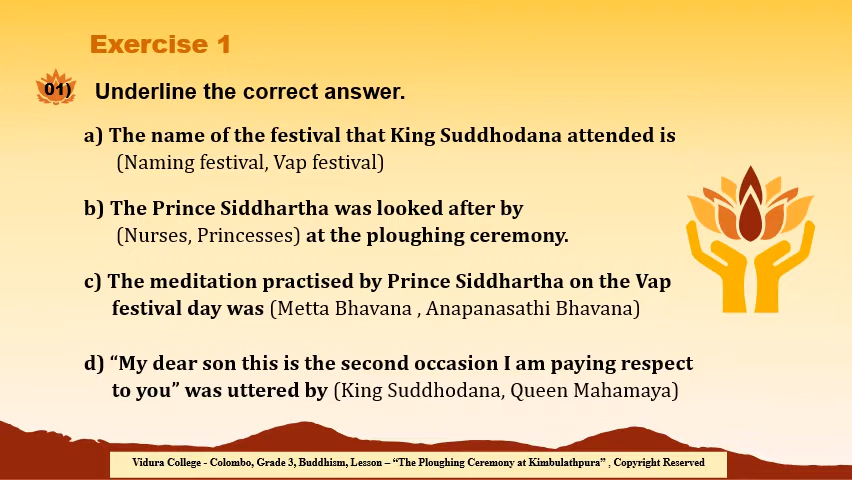 Exercise 1
01) Underline the correct answer.
a) The name of the festival that King Suddhodana attended is
(Naming festival, Vap festival)
b) The Prince Siddhartha was looked after by
(Nurses, Princesses) at the ploughing ceremony.
c) The meditation practised by Prince Siddhartha on the Vap
festival day was (Metta Bhavana , Anapanasathi Bhavana)
d) “My dear son this is the second occasion I am paying respect
to you” was uttered by (King Suddhodana, Queen Mahamaya)
Vidura College - Colombo, Grade 3, Buddhism, Lesson – “The Ploughing Ceremony at Kimbulathpura” , Copyright Reserved